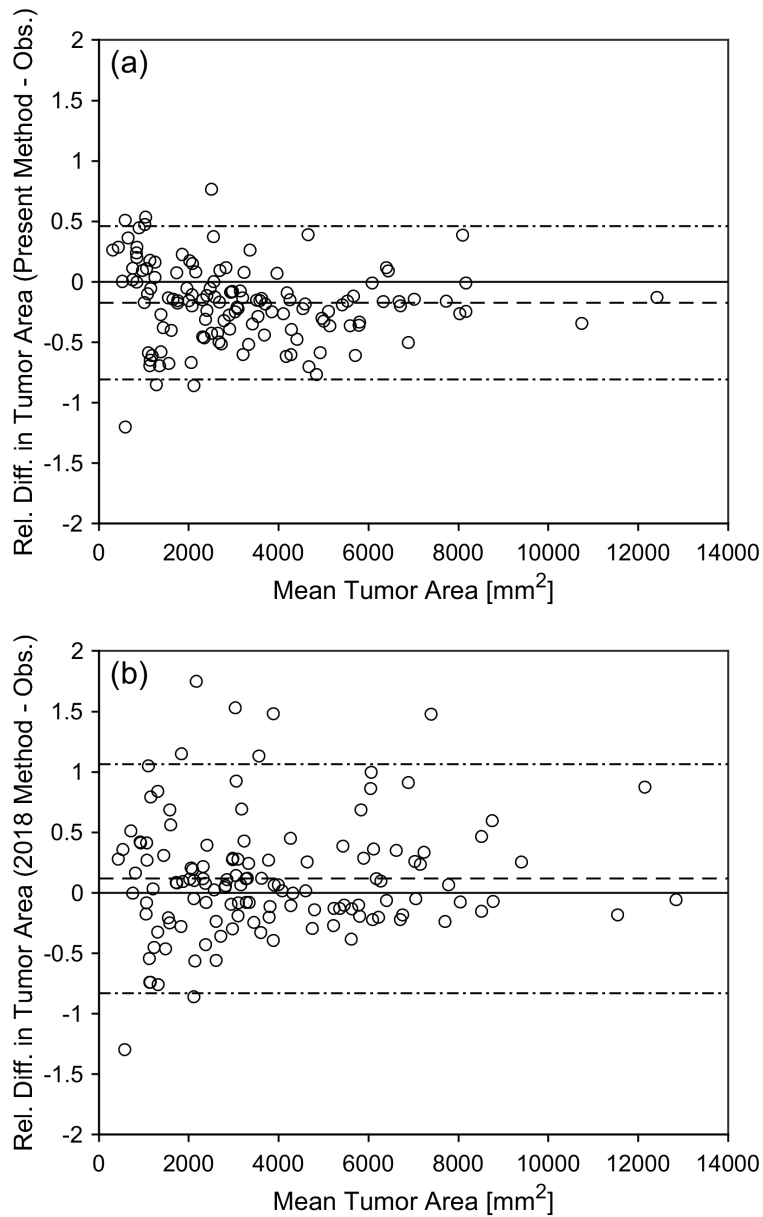 Rel. Diff. in Tumor Area (Present Method - Obs.)
(a)
2
1.5
1
0.5
0
-0.5
-1
-1.5
-2
0 2000 4000 6000 8000 10000 12000 14000
Mean Tumor Area [mm²]
Rel. Diff. in Tumor Area (2018 Method - Obs.)
(b)
2
1.5
1
0.5
0
-0.5
-1
-1.5
-2
0 2000 4000 6000 8000 10000 12000 14000
Mean Tumor Area [mm²]